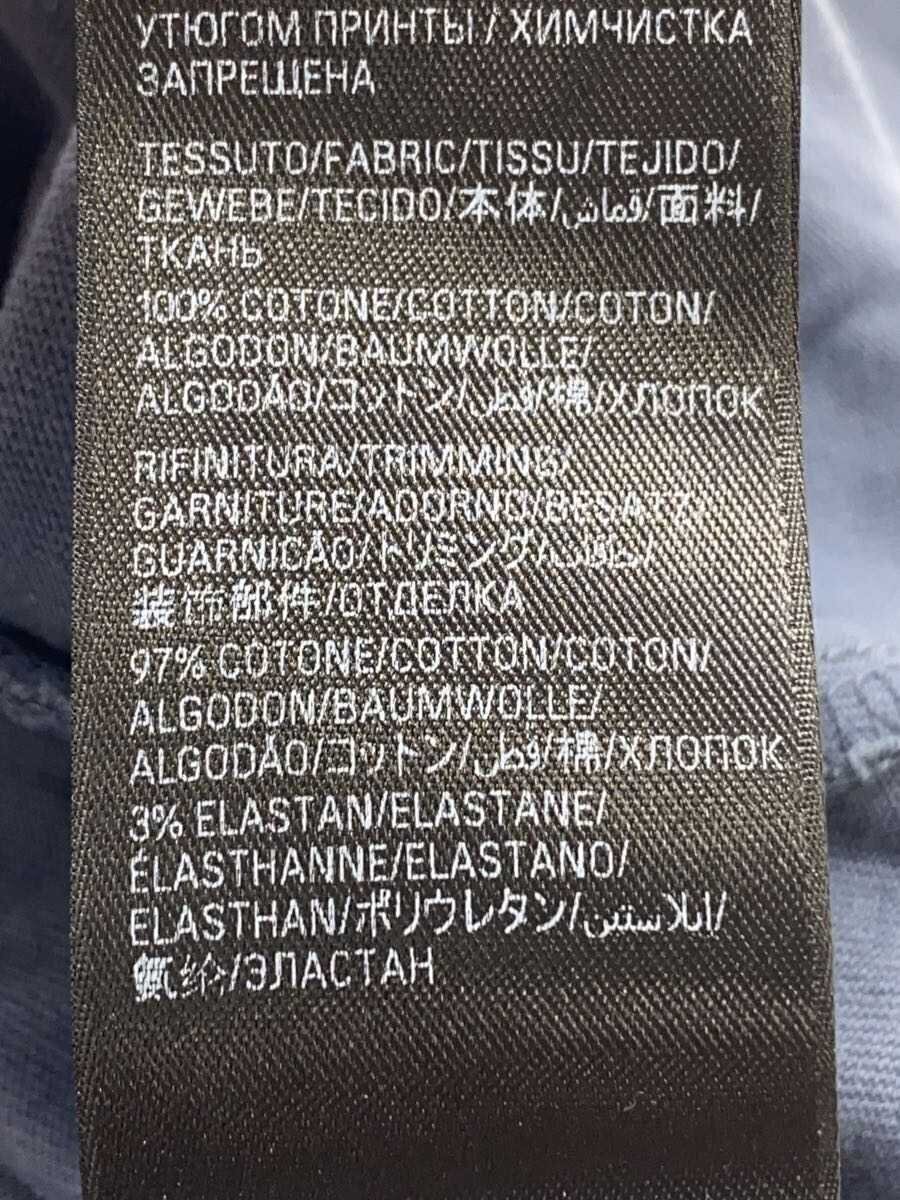 УТЮГОМ ПРИНТЫ / ХИМЧИСТКА
ЗАПРЕЩЕНА
TESSUTO/FABRIC/TISSU/TEJIDO/
GEWEBE/TECIDO/本体/قماش/面料/
ТКАНЬ
100% COTONE/COTTON/COTON/
ALGODON/BAUMWOLLE/
ALGODÃO/コットン/قطن/棉/ХЛОПОК
RIFINITURA/TRIMMING/
GARNITURE/ADORNO/BESATZ/
GUARNICÃO/トリミング/
装饰部件/ОТДЕЛКА
97% COTONE/COTTON/COTON/
ALGODON/BAUMWOLLE/
ALGODÃO/コットン/قطن/棉/ХЛОПОК
3% ELASTAN/ELASTANE/
ÉLASTHANNE/ELASTANO/
ELASTHAN/ポリウレタン/ايلاستين/
氨纶/ЭЛАСТАН